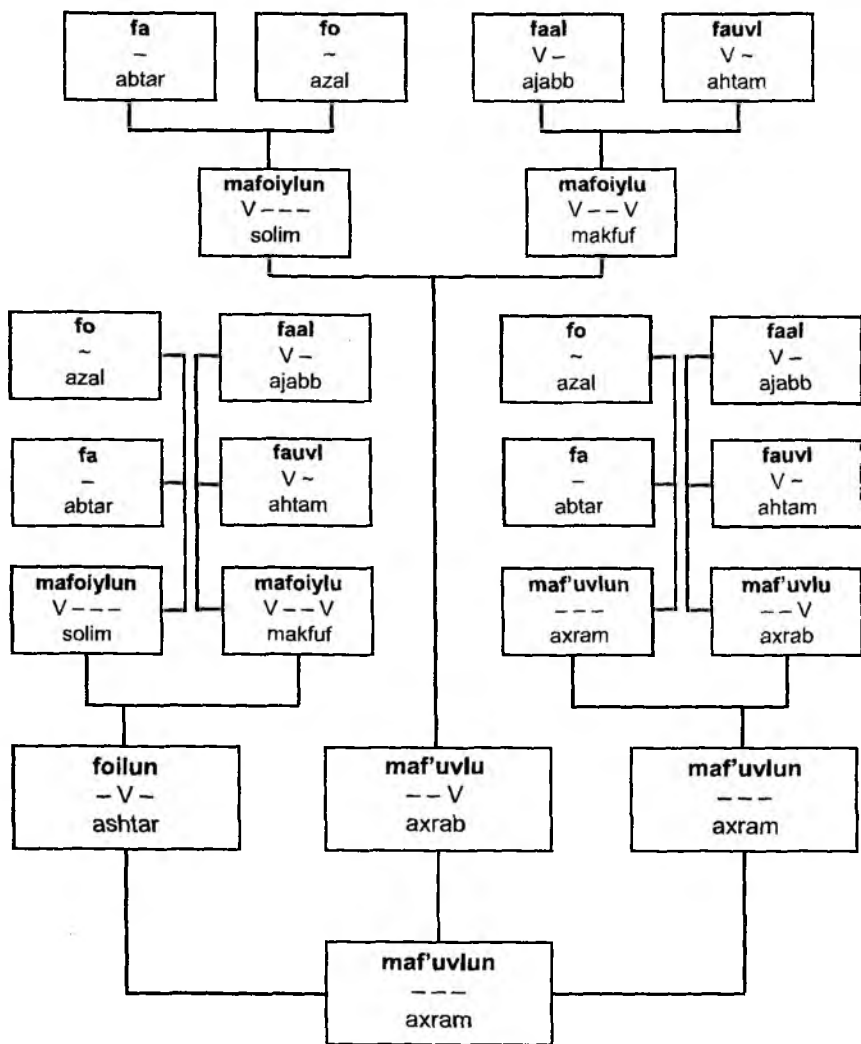 fa
–
abtar
fo
~
azal
faal
V –
ajabb
fauvl
V ~
ahtam
mafoiylun
V – – –
solim
mafoiylu
V – – V
makfuf
fo
~
azal
faal
V –
ajabb
fo
~
azal
faal
V –
ajabb
fa
–
abtar
fauvl
V ~
ahtam
fa
–
abtar
fauvl
V ~
ahtam
mafoiylun
V – – –
solim
mafoiylu
V – – V
makfuf
maf'uvlun
– – –
axram
maf'uvlu
– – V
axrab
foilun
– V –
ashtar
maf'uvlu
– – V
axrab
maf'uvlun
– – –
axram
maf'uvlun
– – –
axram